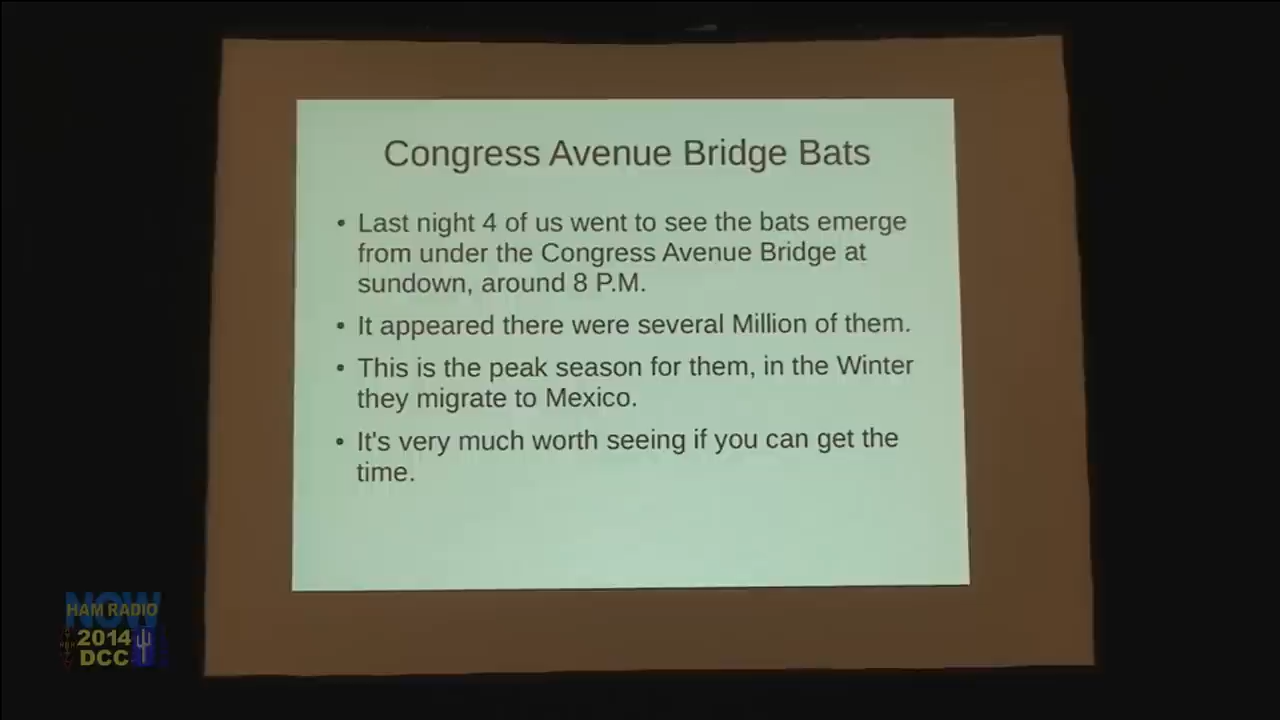 Congress Avenue Bridge Bats
• Last night 4 of us went to see the bats emerge
from under the Congress Avenue Bridge at
sundown, around 8 P.M.
• It appeared there were several Million of them.
• This is the peak season for them, in the Winter
they migrate to Mexico.
• It's very much worth seeing if you can get the
time.
NOW
HAM RADIO
2014
DCC